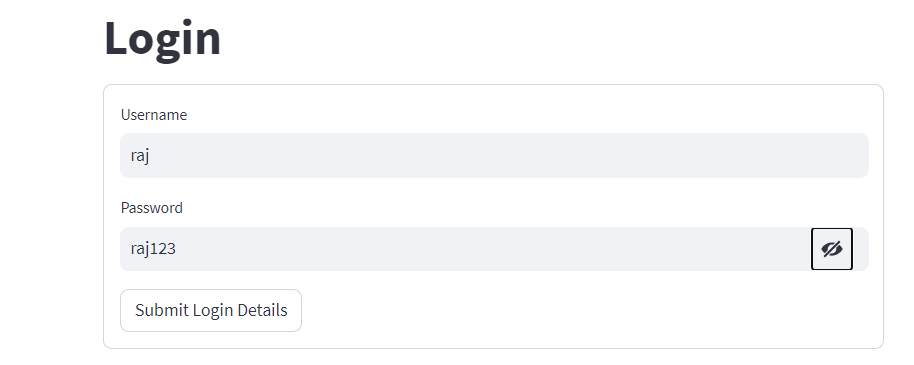 Login
Username
raj
Password
raj123
Submit Login Details